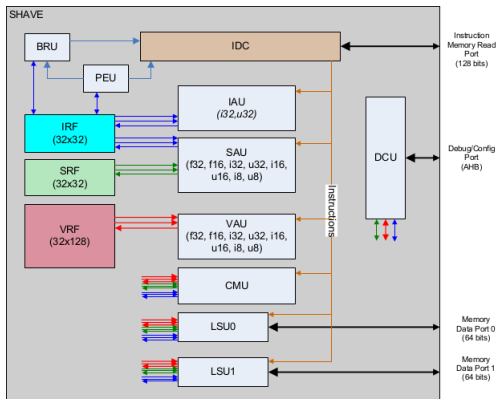 SHAVE
BRU
IDC
PEU
Instruction
Memory Read
Port
(128 bits)
IAU
(i32,u32)
IRF
(32x32)
SAU
(f32, f16, i32, u32, i16,
u16, i8, u8)
SRF
(32x32)
DCU
Debug/Config
Port
(AHB)
Instructions
VRF
(32x128)
VAU
(f32, f16, i32, u32, i16,
u16, i8, u8)
CMU
LSU0
Memory
Data Port 0
(64 bits)
LSU1
Memory
Data Port 1
(64 bits)